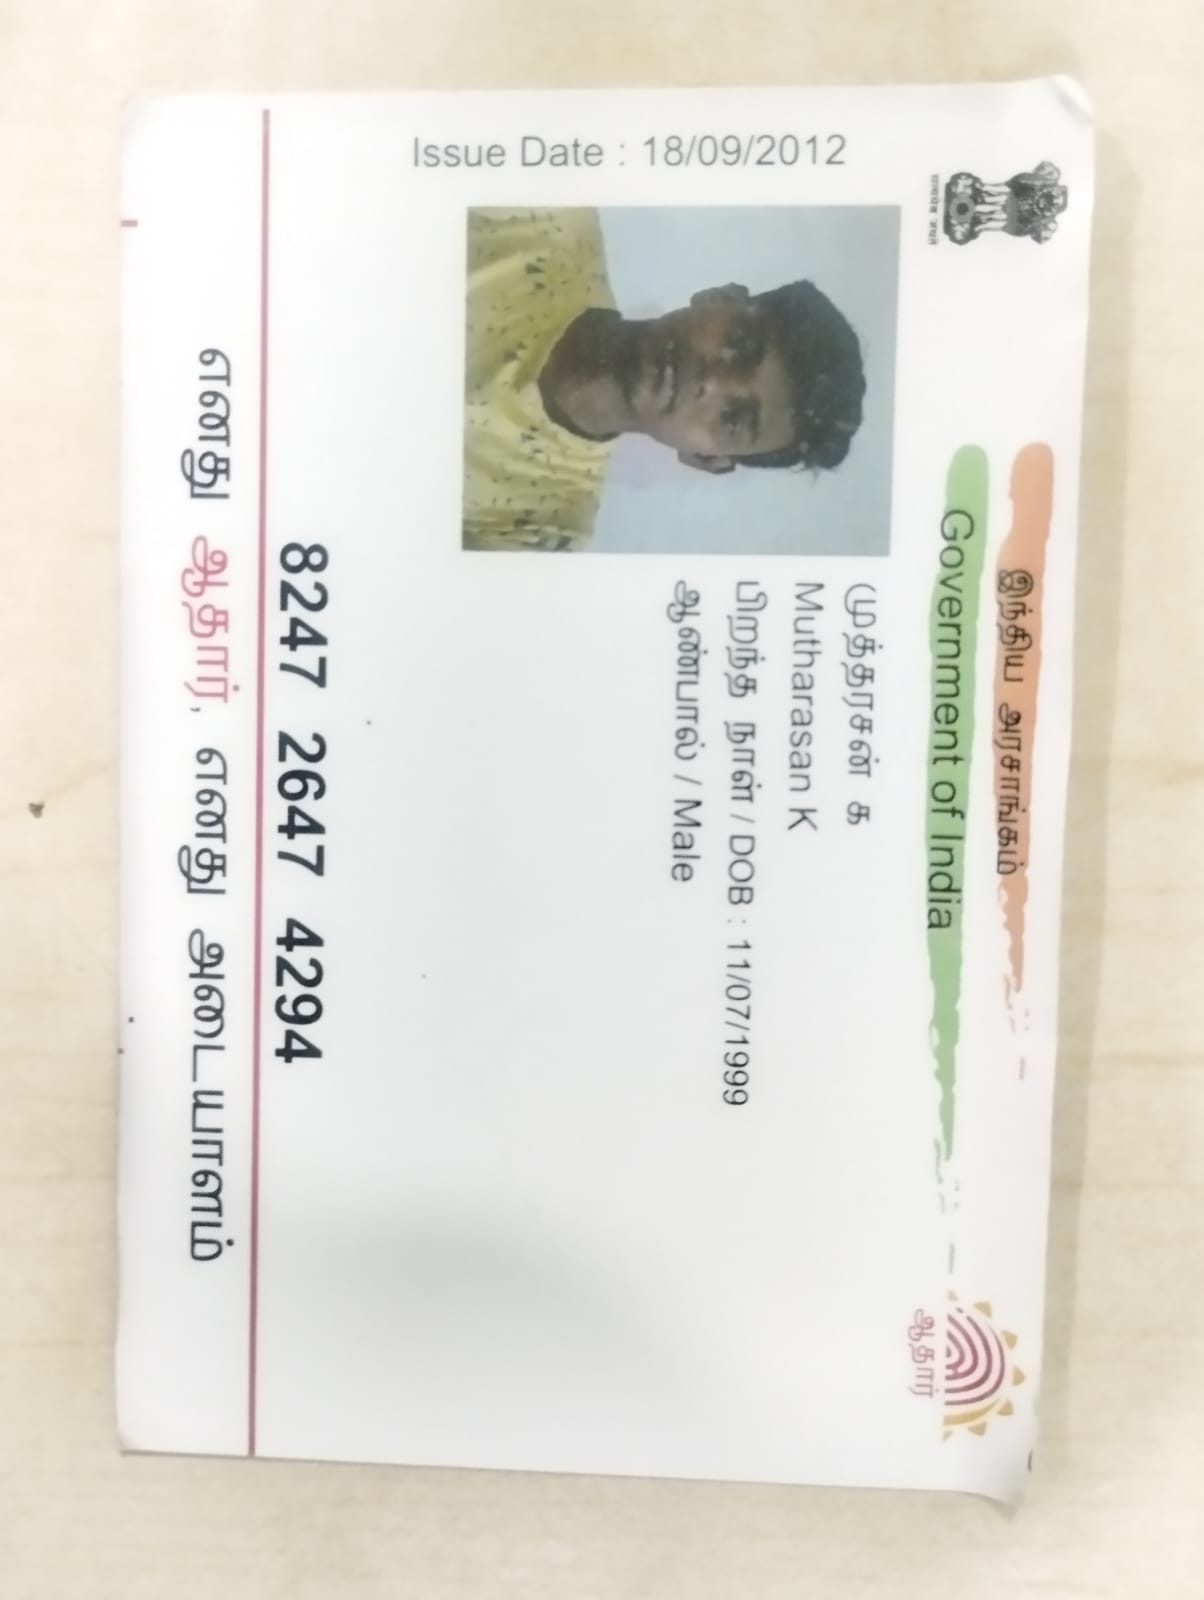 இந்திய அரசாங்கம்
Government of India
Issue Date : 18/09/2012
முத்தரசன் க
Mutharasan K
பிறந்த நாள் / DOB : 11/07/1999
ஆண்பால் / Male
ஆதார்
8247 2647 4294
எனது ஆதார், எனது அடையாளம்